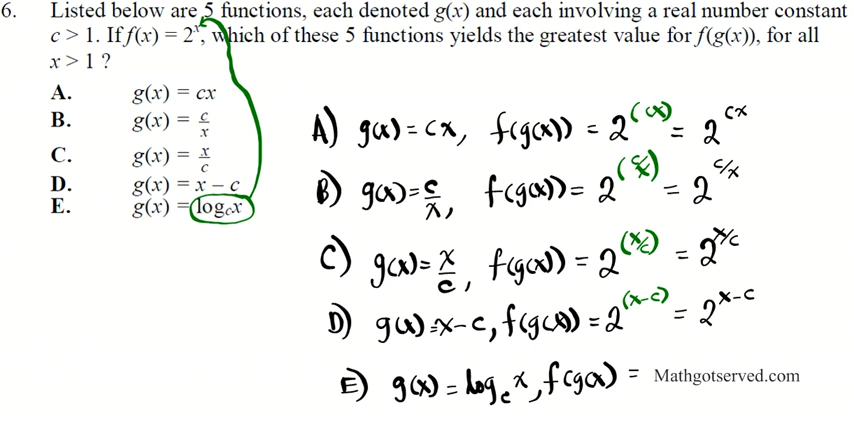 6. Listed below are 5 functions, each denoted g(x) and each involving a real number constant
c > 1. If f(x) = 2^x, which of these 5 functions yields the greatest value for f(g(x)), for all
x > 1 ?
A. g(x) = cx
B. g(x) = c/x
C. g(x) = x/c
D. g(x) = x − c
E. g(x) = log_c x
A) g(x) = cx, f(g(x)) = 2^(cx) = 2^cx
B) g(x) = c/x, f(g(x)) = 2^(c/x) = 2^c/x
C) g(x) = x/c, f(g(x)) = 2^(x/c) = 2^x/c
D) g(x) = x-c, f(g(x)) = 2^(x-c) = 2^x-c
E) g(x) = log_c x, f(g(x) =
Mathgotserved.com